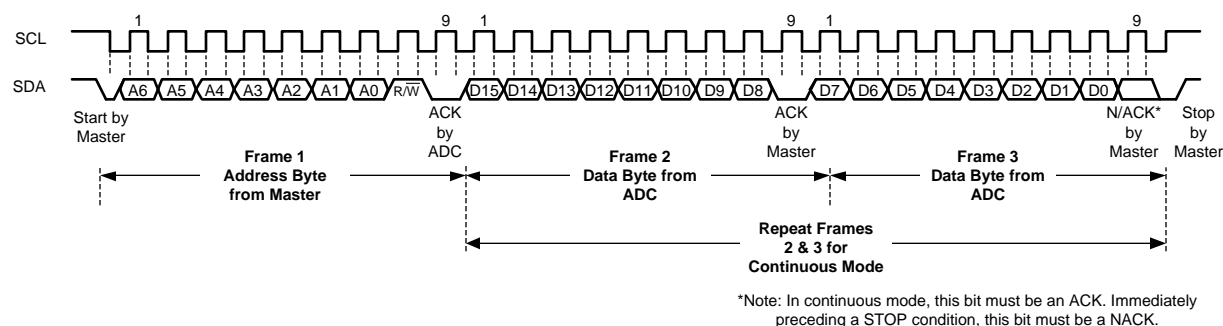 1 9 1 9 1 9
SCL
SDA A6 A5 A4 A3 A2 A1 A0 R/W D15 D14 D13 D12 D11 D10 D9 D8 D7 D6 D5 D4 D3 D2 D1 D0
Start by
Master
ACK
by
ADC
ACK
by
Master
N/ACK*
by
Master
Stop
by
Master
Frame 1
Address Byte
from Master
Frame 2
Data Byte from
ADC
Frame 3
Data Byte from
ADC
Repeat Frames
2 & 3 for
Continuous Mode
*Note: In continuous mode, this bit must be an ACK. Immediately
preceding a STOP condition, this bit must be a NACK.